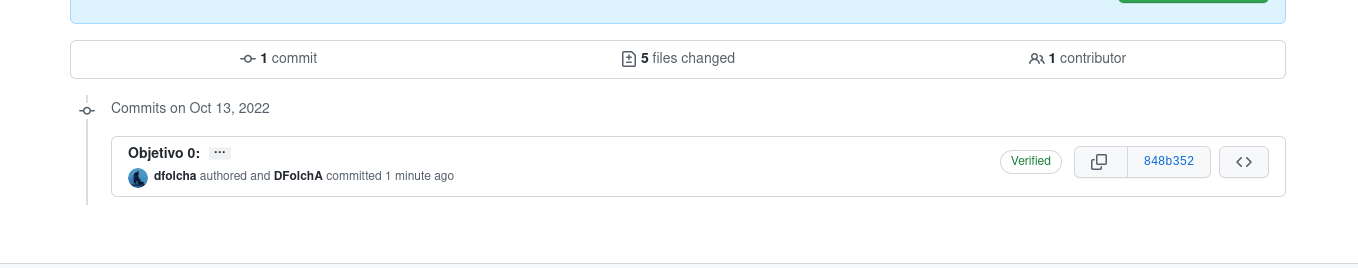 1 commit
5 files changed
1 contributor
Commits on Oct 13, 2022
Objetivo 0: ...
Verified
848b352
dfolcha authored and DFolchA committed 1 minute ago